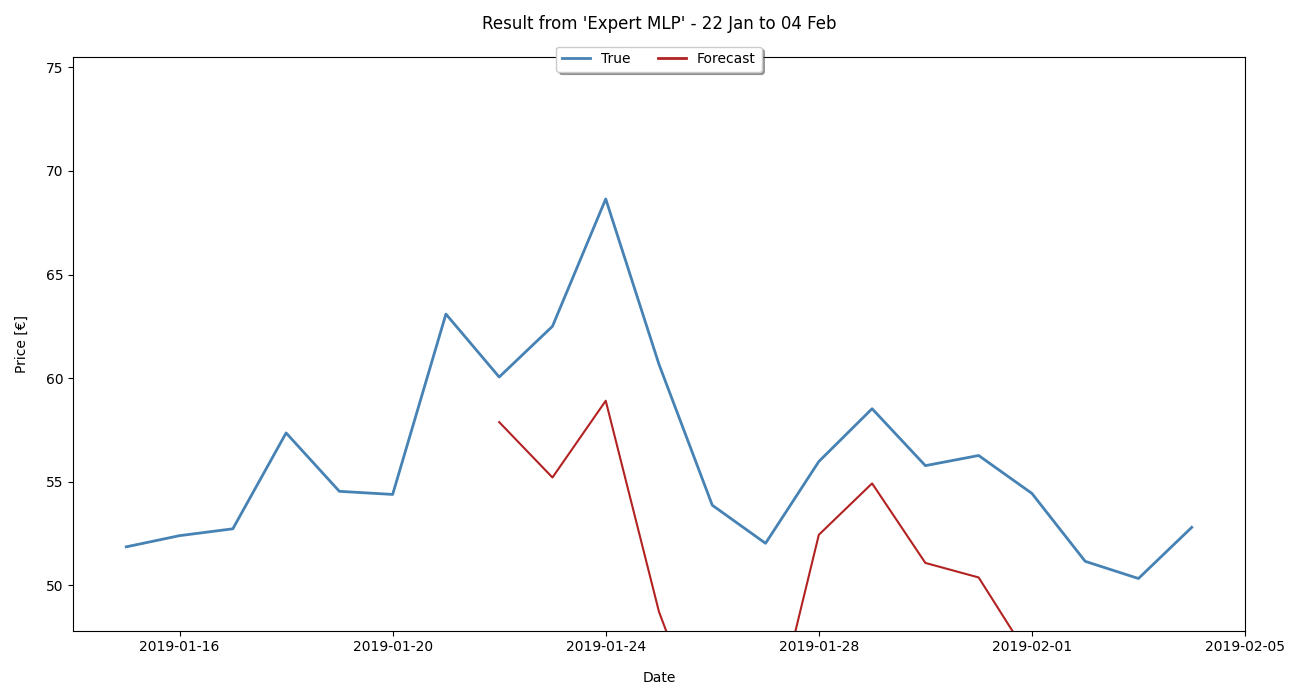 Result from 'Expert MLP' - 22 Jan to 04 Feb
True Forecast
75
70
65
60
55
50
Price [€]
2019-01-16 2019-01-20 2019-01-24 2019-01-28 2019-02-01 2019-02-05
Date